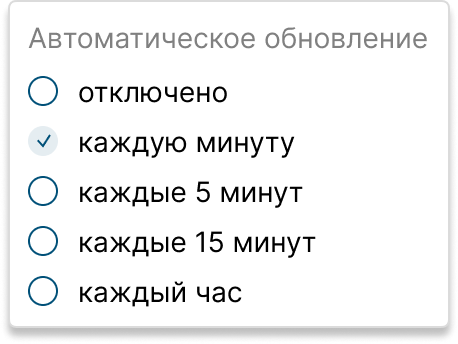 Автоматическое обновление
отключено
каждую минуту
каждые 5 минут
каждые 15 минут
каждый час